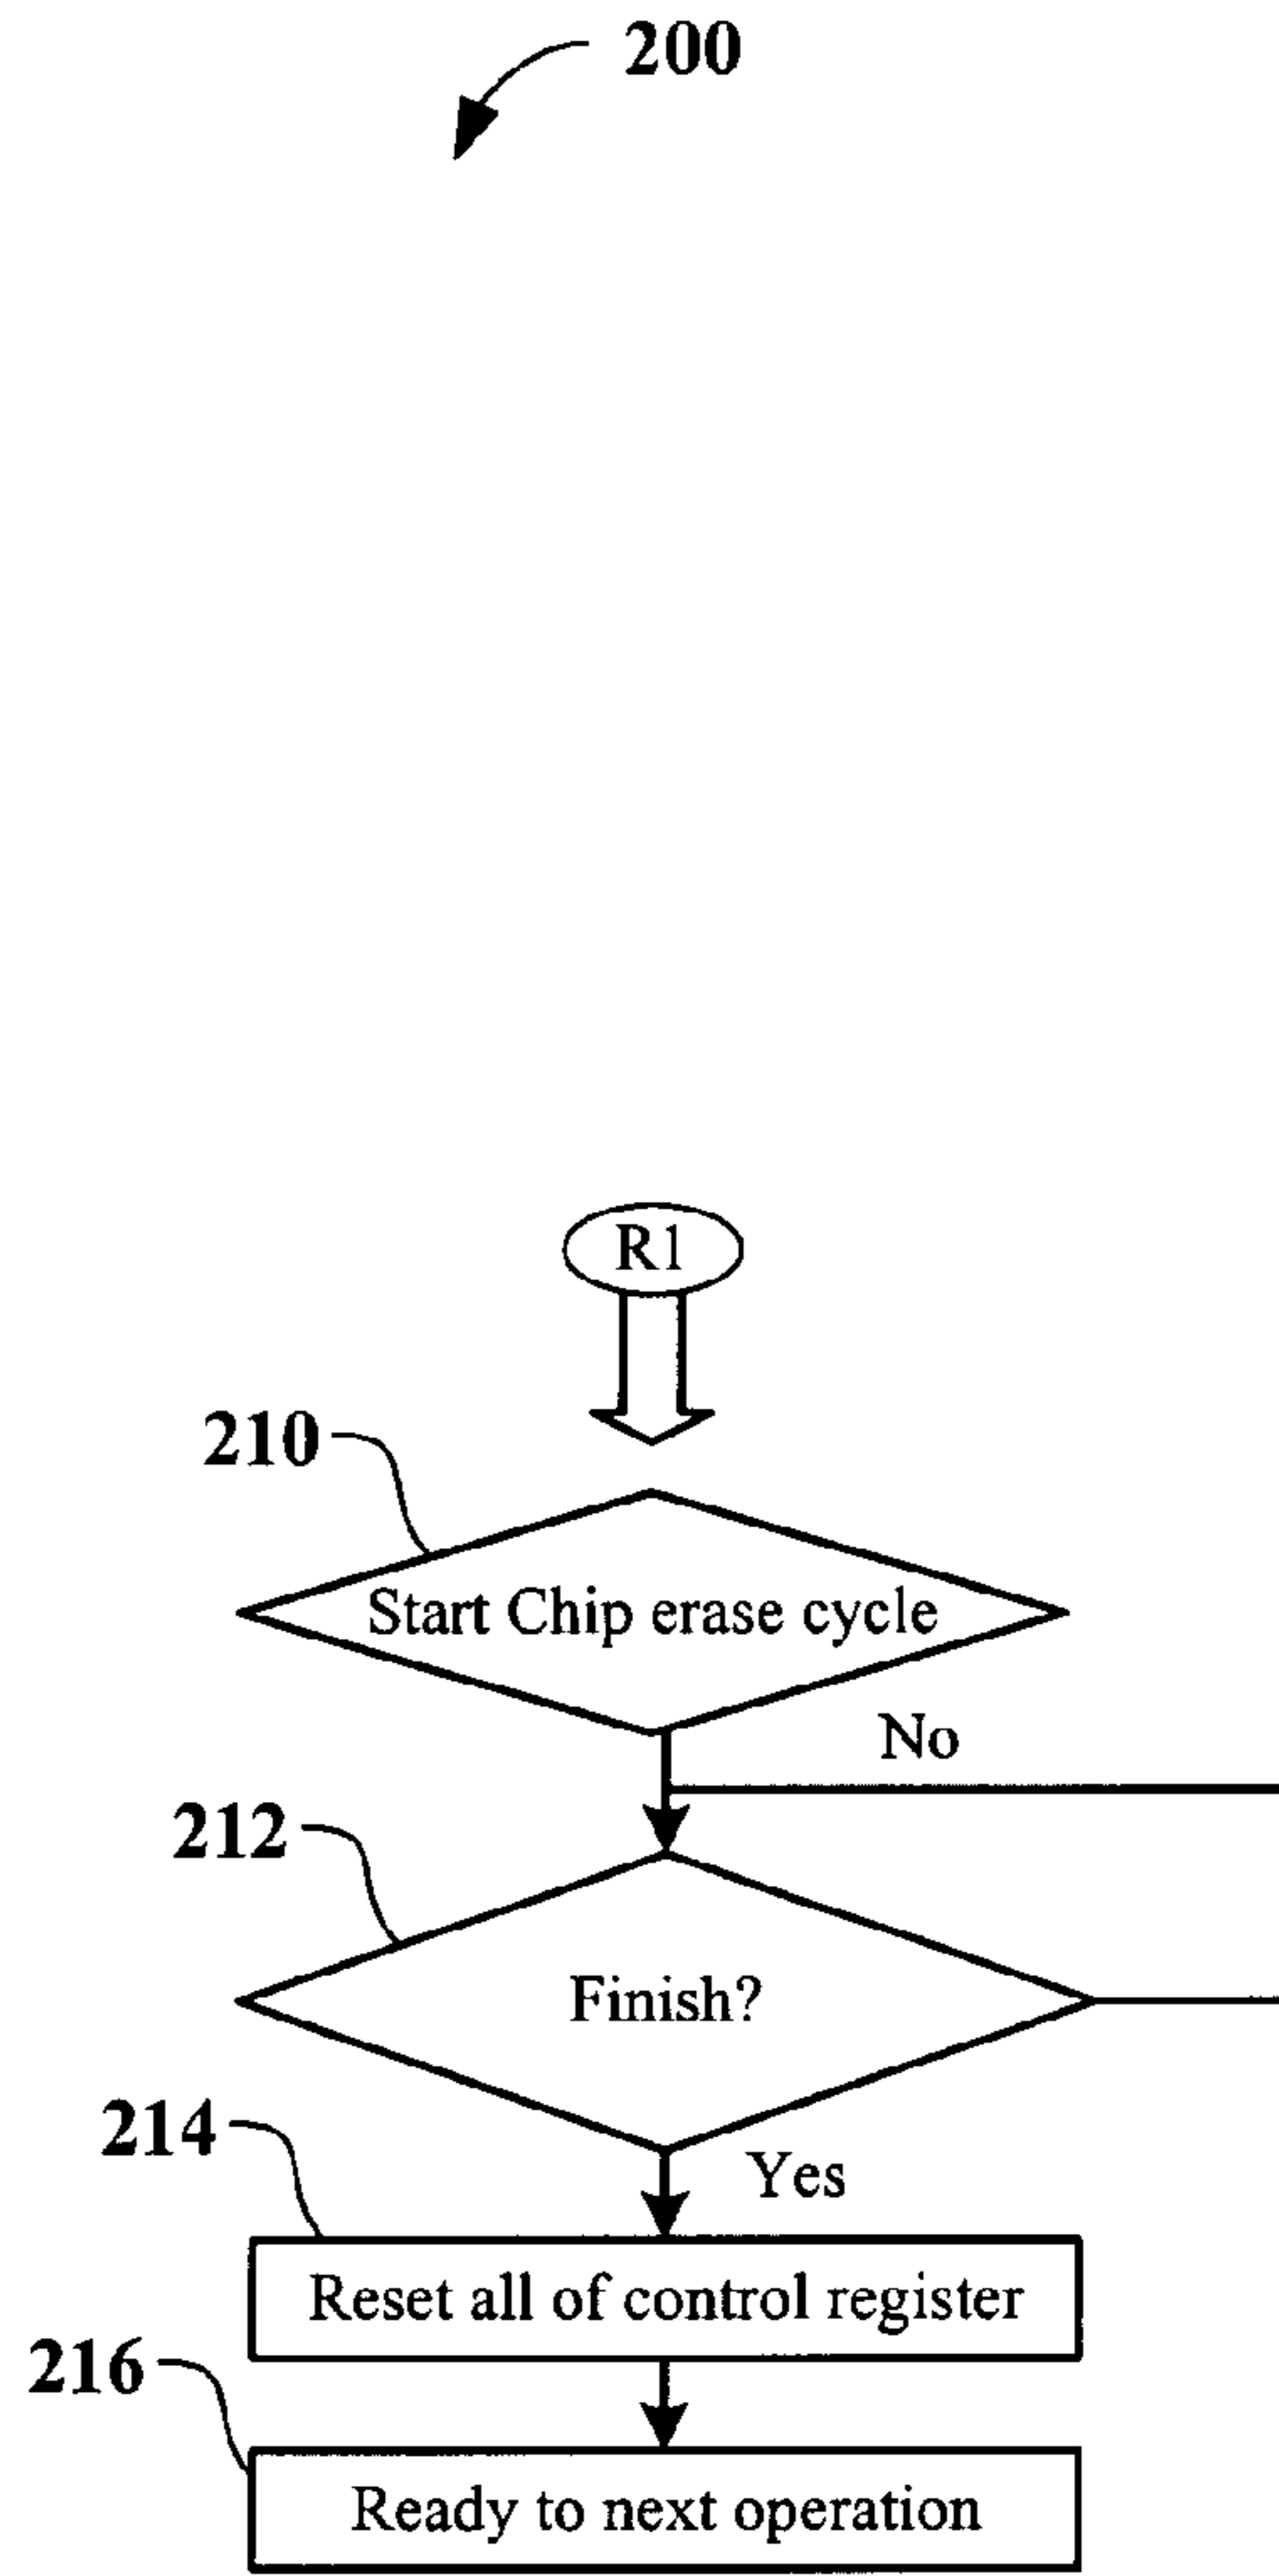 200
R1
210
Start Chip erase cycle
No
212
Finish?
214
Yes
Reset all of control register
216
Ready to next operation